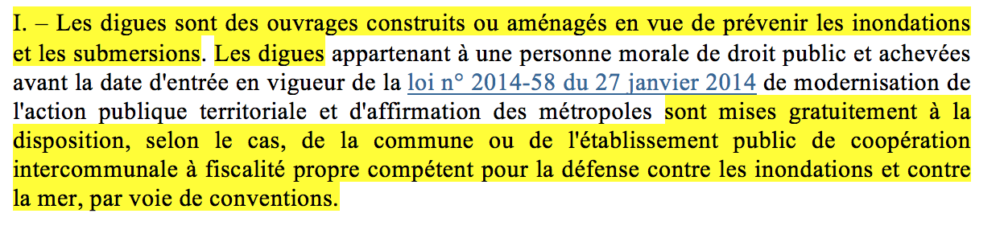 I. – Les digues sont des ouvrages construits ou aménagés en vue de prévenir les inondations
et les submersions. Les digues appartenant à une personne morale de droit public et achevées
avant la date d'entrée en vigueur de la loi n° 2014-58 du 27 janvier 2014 de modernisation de
l'action publique territoriale et d'affirmation des métropoles sont mises gratuitement à la
disposition, selon le cas, de la commune ou de l'établissement public de coopération
intercommunale à fiscalité propre compétent pour la défense contre les inondations et contre
la mer, par voie de conventions.